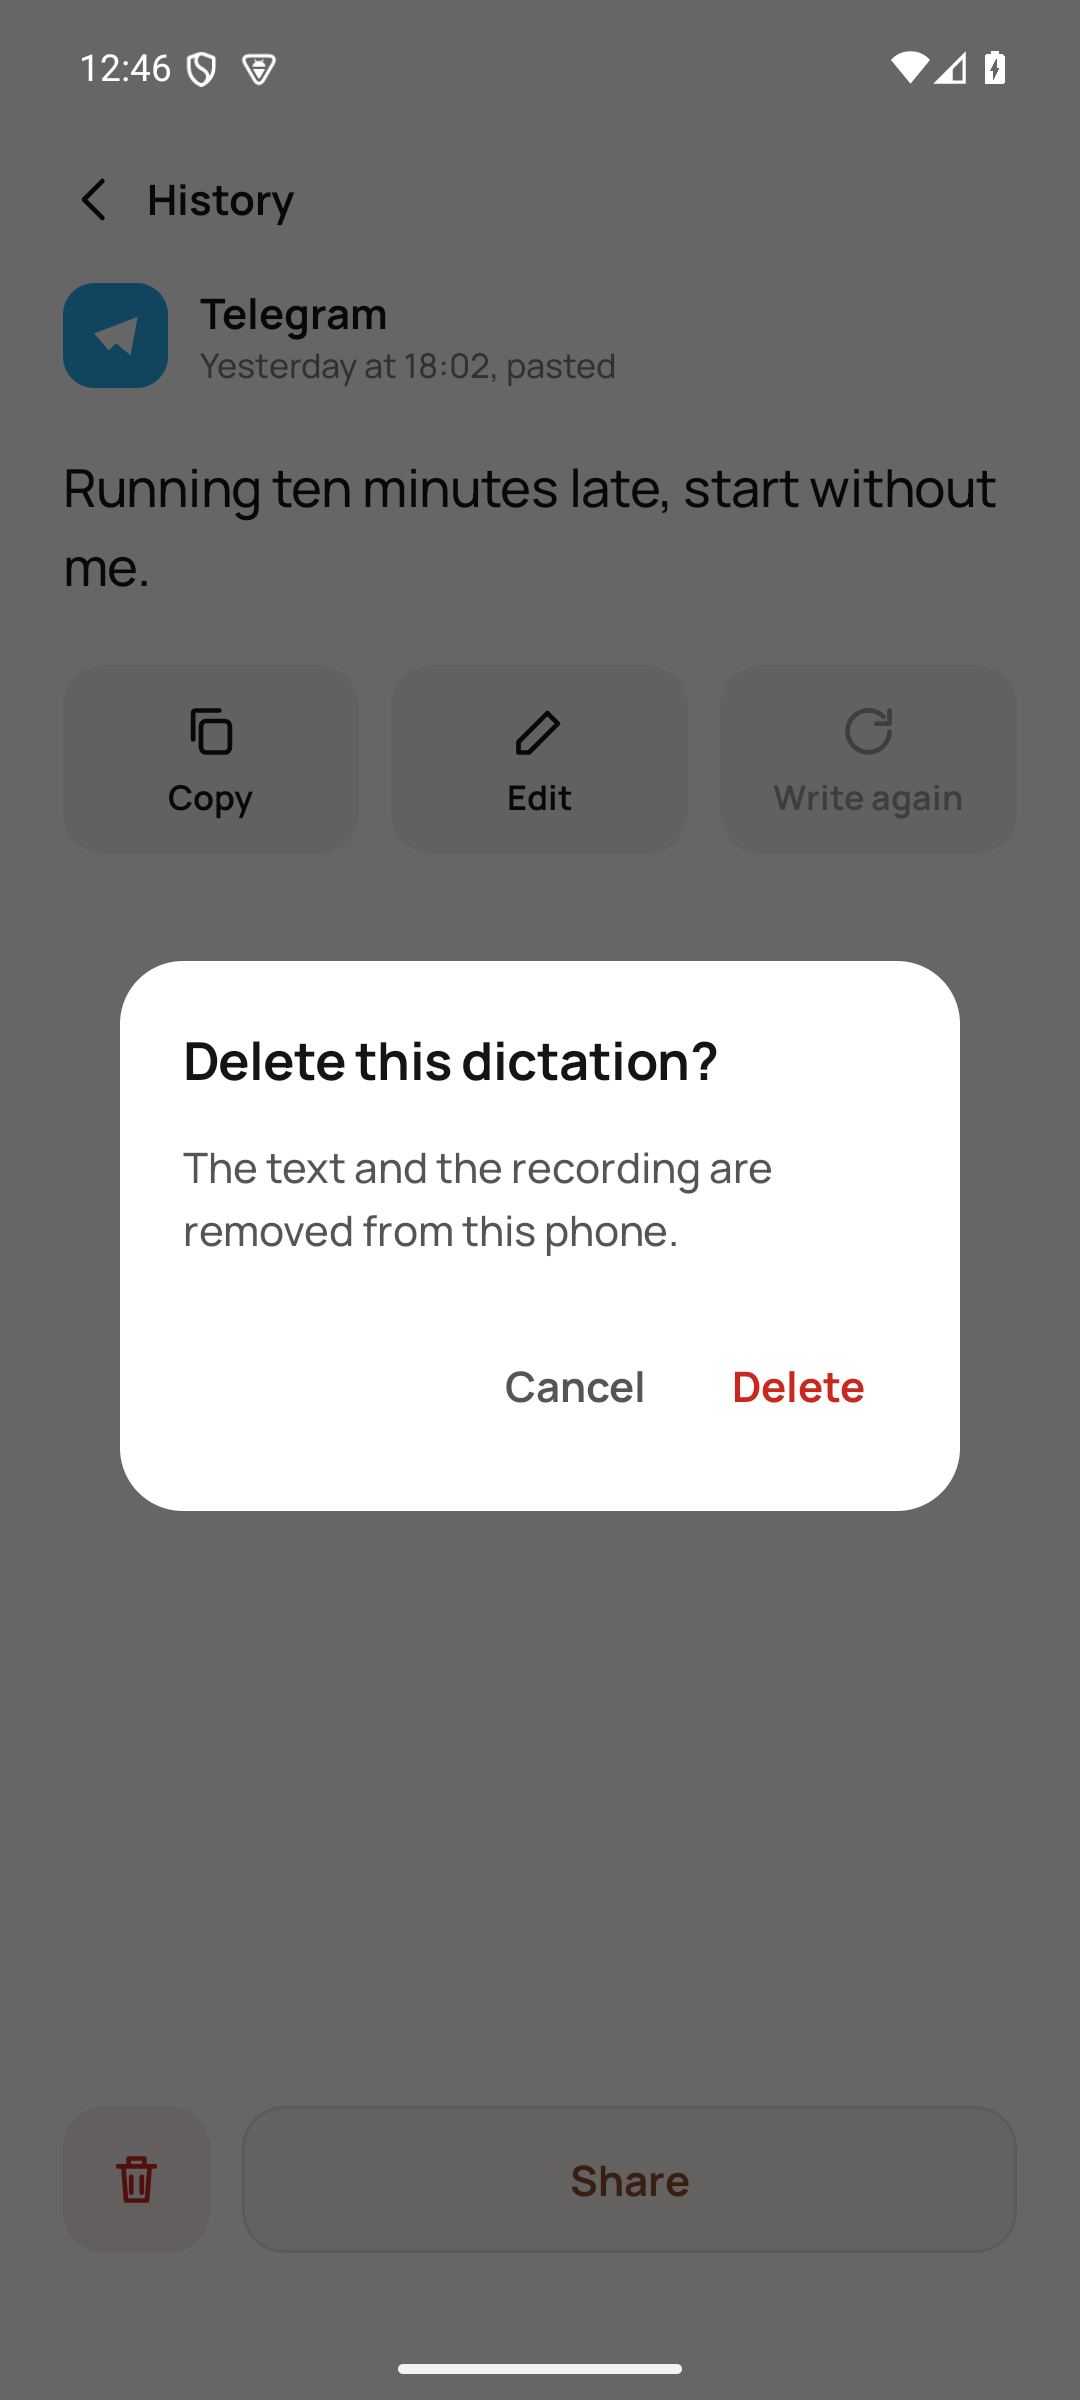 12:46
History
Telegram
Yesterday at 18:02, pasted
Running ten minutes late, start without
me.
Copy
Edit
Write again
Delete this dictation?
The text and the recording are
removed from this phone.
Cancel
Delete
Share